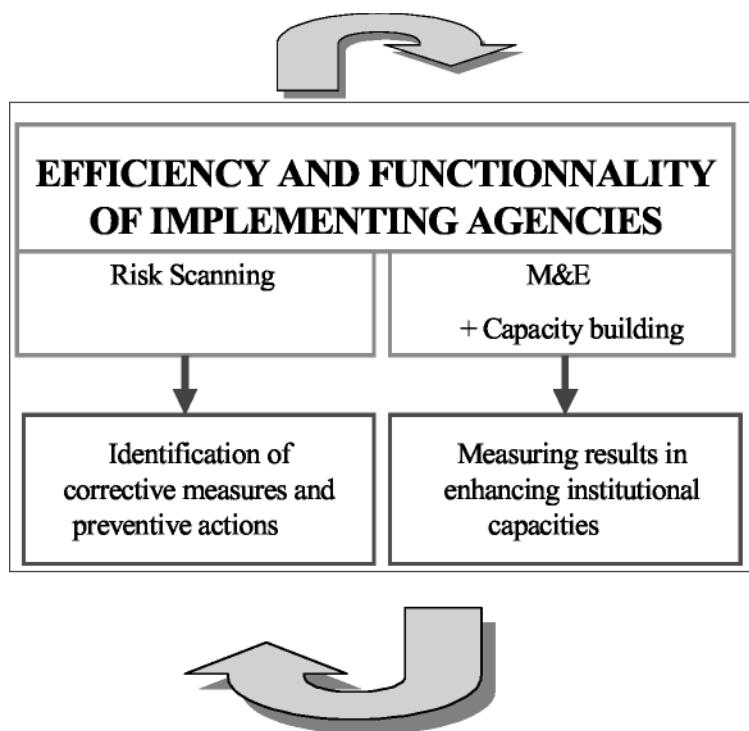 EFFICIENCY AND FUNCTIONNALITY
OF IMPLEMENTING AGENCIES
Risk Scanning
M&E
+ Capacity building
Identification of
corrective measures and
preventive actions
Measuring results in
enhancing institutional
capacities